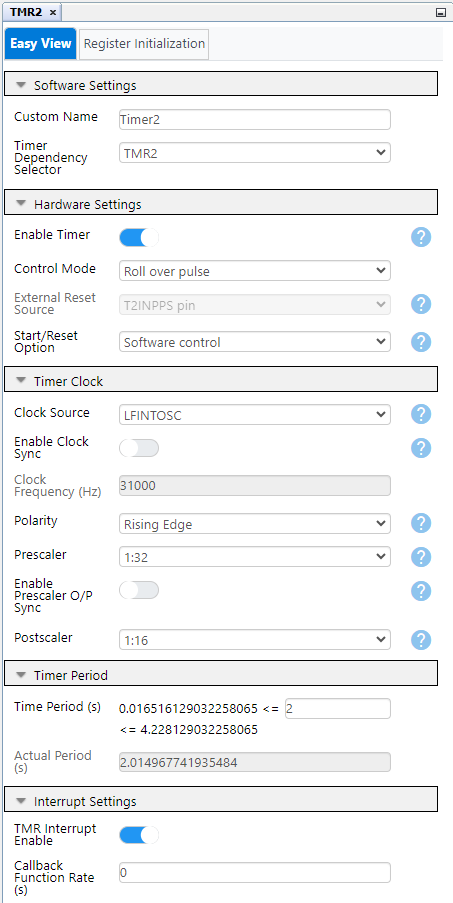 TMR2 ×
Easy View
Register Initialization
Software Settings
Custom Name
Timer2
Timer
Dependency
Selector
TMR2
Hardware Settings
Enable Timer
?
Control Mode
Roll over pulse
External Reset
Source
T2INPPS pin
?
Start/Reset
Option
Software control
?
Timer Clock
Clock Source
LFINTOSC
?
Enable Clock
Sync
?
Clock
Frequency (Hz)
31000
Polarity
Rising Edge
?
Prescaler
1:32
?
Enable
Prescaler O/P
Sync
?
Postscaler
1:16
?
Timer Period
Time Period (s)
0.016516129032258065 <= 2
<= 4.228129032258065
Actual Period
(s)
2.014967741935484
Interrupt Settings
TMR Interrupt
Enable
Callback
Function Rate
(s)
0